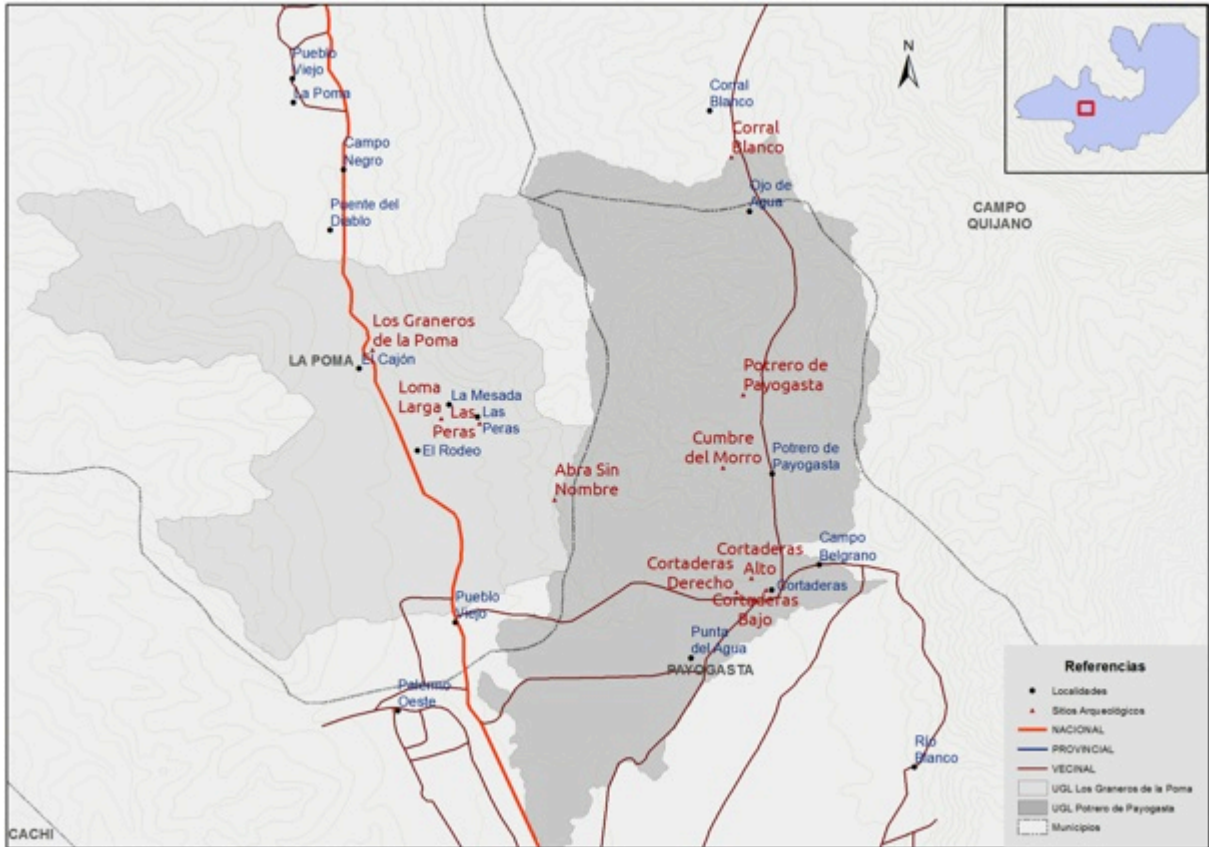 Pueblo
Viejo
La Poma
Campo
Negro
Puente del
Diablo
Corral
Blanco
Corral
Blanco
N
Ojo de
Agua
CAMPO
QUIJANO
Los Graneros
de la Poma
LA POMA
El Cajón
Loma
Larga
La Mesada
Las
Peras
Las
Peras
El Rodeo
Potrero de
Payogasta
Cumbre
del Morro
Potrero de
Payogasta
Abra Sin
Nombre
Campo
Belgrano
Cortaderas
Alto
Cortaderas
Derecho
Cortaderas
Cortaderas
Bajo
Pueblo
Viejo
Punta
del Agua
PAYOGASTA
Palermo
Oeste
Río
Blanco
CACHI
Referencias
Localidades
Sitios Arqueológicos
NACIONAL
PROVINCIAL
VECINAL
UGL Los Graneros de la Poma
UGL Potrero de Payogasta
Municipios